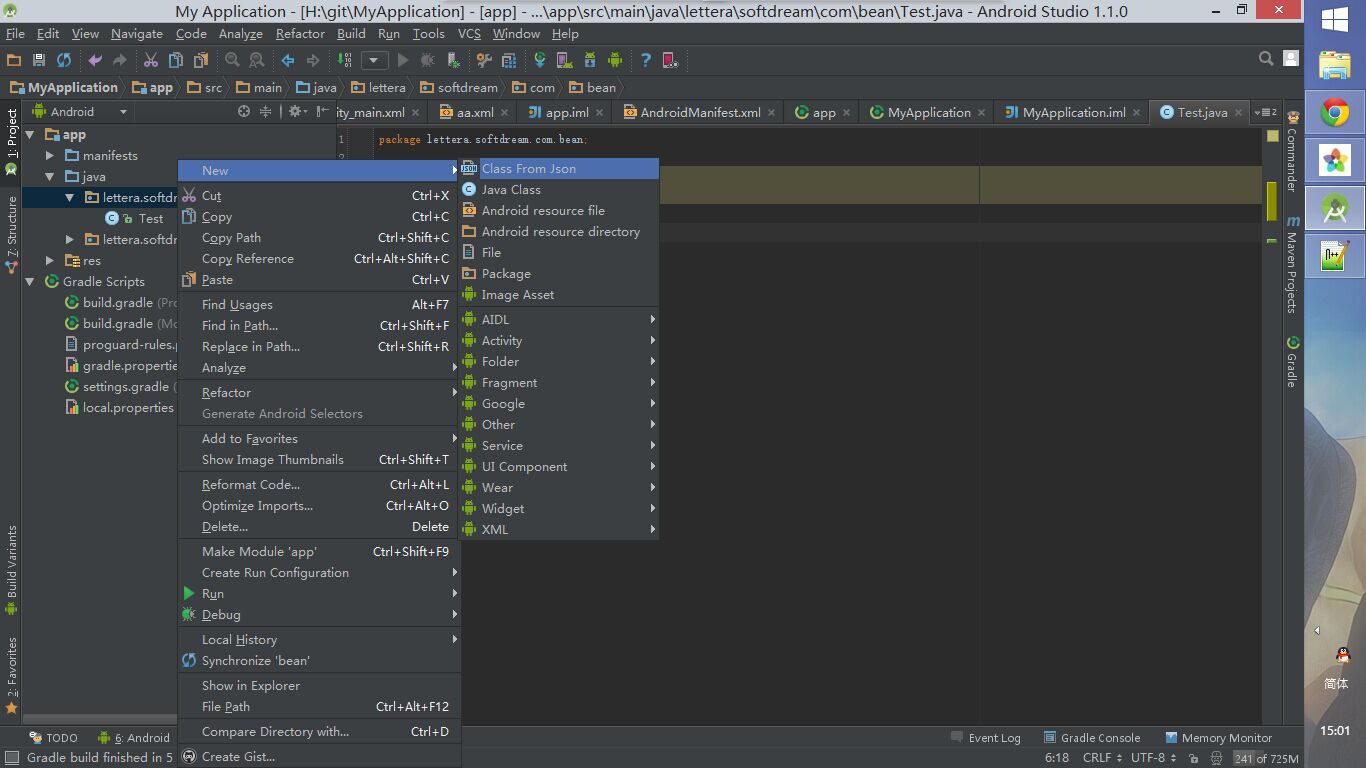 My Application - [H:\git\MyApplication] - [app] - ...\app\src\main\java\lettera\softdream\com\bean\Test.java - Android Studio 1.1.0
File Edit View Navigate Code Analyze Refactor Build Run Tools VCS Window Help
MyApplication app src main java lettera softdream com bean
Android
ity_main.xml aa.xml app.iml AndroidManifest.xml app MyApplication MyApplication.iml Test.java
1: Project
Z: Structure
Build Variants
2: Favorites
app
manifests
java
lettera.softdr
Test
lettera.softdr
res
Gradle Scripts
build.gradle (Pro
build.gradle (Mo
proguard-rules.p
gradle.propertie
settings.gradle (
local.properties
1 package lettera.softdream.com.bean;
2
New
Cut Ctrl+X
Copy Ctrl+C
Copy Path Ctrl+Shift+C
Copy Reference Ctrl+Alt+Shift+C
Paste Ctrl+V
Find Usages Alt+F7
Find in Path... Ctrl+Shift+F
Replace in Path... Ctrl+Shift+R
Analyze
Refactor
Generate Android Selectors
Add to Favorites
Show Image Thumbnails Ctrl+Shift+T
Reformat Code... Ctrl+Alt+L
Optimize Imports... Ctrl+Alt+O
Delete... Delete
Make Module 'app' Ctrl+Shift+F9
Create Run Configuration
Run
Debug
Local History
Synchronize 'bean'
Show in Explorer
File Path Ctrl+Alt+F12
Compare Directory with... Ctrl+D
Create Gist...
Class From Json
Java Class
Android resource file
Android resource directory
File
Package
Image Asset
AIDL
Activity
Folder
Fragment
Google
Other
Service
UI Component
Wear
Widget
XML
Commander
Maven Projects
Gradle
TODO 6: Android Event Log Gradle Console Memory Monitor
Gradle build finished in 5 6:18 CRLF UTF-8 241 of 725M
简体
15:01